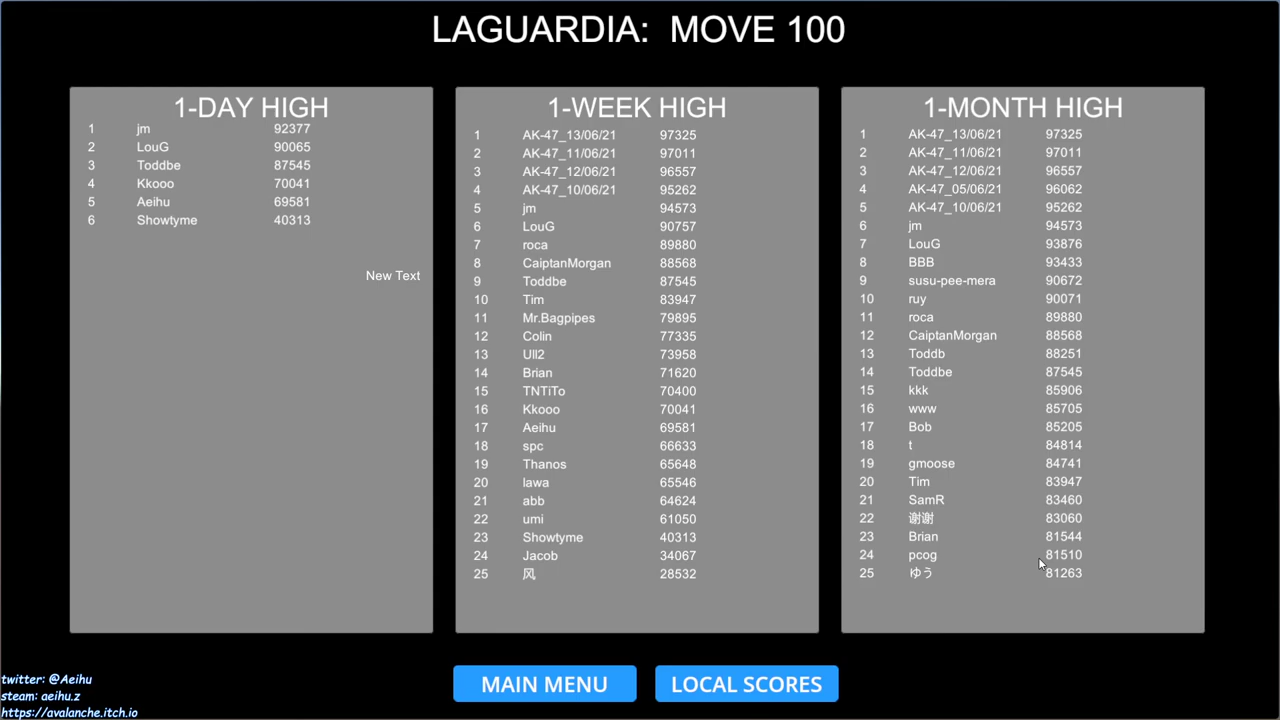 LAGUARDIA: MOVE 100
1-DAY HIGH
1 jm 92377
2 LouG 90065
3 Toddbe 87545
4 Kkooo 70041
5 Aeihu 69581
6 Showtyme 40313
New Text
1-WEEK HIGH
1 AK-47_13/06/21 97325
2 AK-47_11/06/21 97011
3 AK-47_12/06/21 96557
4 AK-47_10/06/21 95262
5 jm 94573
6 LouG 90757
7 roca 89880
8 CaiptanMorgan 88568
9 Toddbe 87545
10 Tim 83947
11 Mr.Bagpipes 79895
12 Colin 77335
13 Ull2 73958
14 Brian 71620
15 TNTiTo 70400
16 Kkooo 70041
17 Aeihu 69581
18 spc 66633
19 Thanos 65648
20 lawa 65546
21 abb 64624
22 umi 61050
23 Showtyme 40313
24 Jacob 34067
25 风 28532
1-MONTH HIGH
1 AK-47_13/06/21 97325
2 AK-47_11/06/21 97011
3 AK-47_12/06/21 96557
4 AK-47_05/06/21 96062
5 AK-47_10/06/21 95262
6 jm 94573
7 LouG 93876
8 BBB 93433
9 susu-pee-mera 90672
10 ruy 90071
11 roca 89880
12 CaiptanMorgan 88568
13 Toddb 88251
14 Toddbe 87545
15 kkk 85906
16 www 85705
17 Bob 85205
18 t 84814
19 gmoose 84741
20 Tim 83947
21 SamR 83460
22 谢谢 83060
23 Brian 81544
24 pcog 81510
25 ゆう 81263
MAIN MENU
LOCAL SCORES
twitter: @Aeihu
steam: aeihu.z
https://avalanche.itch.io